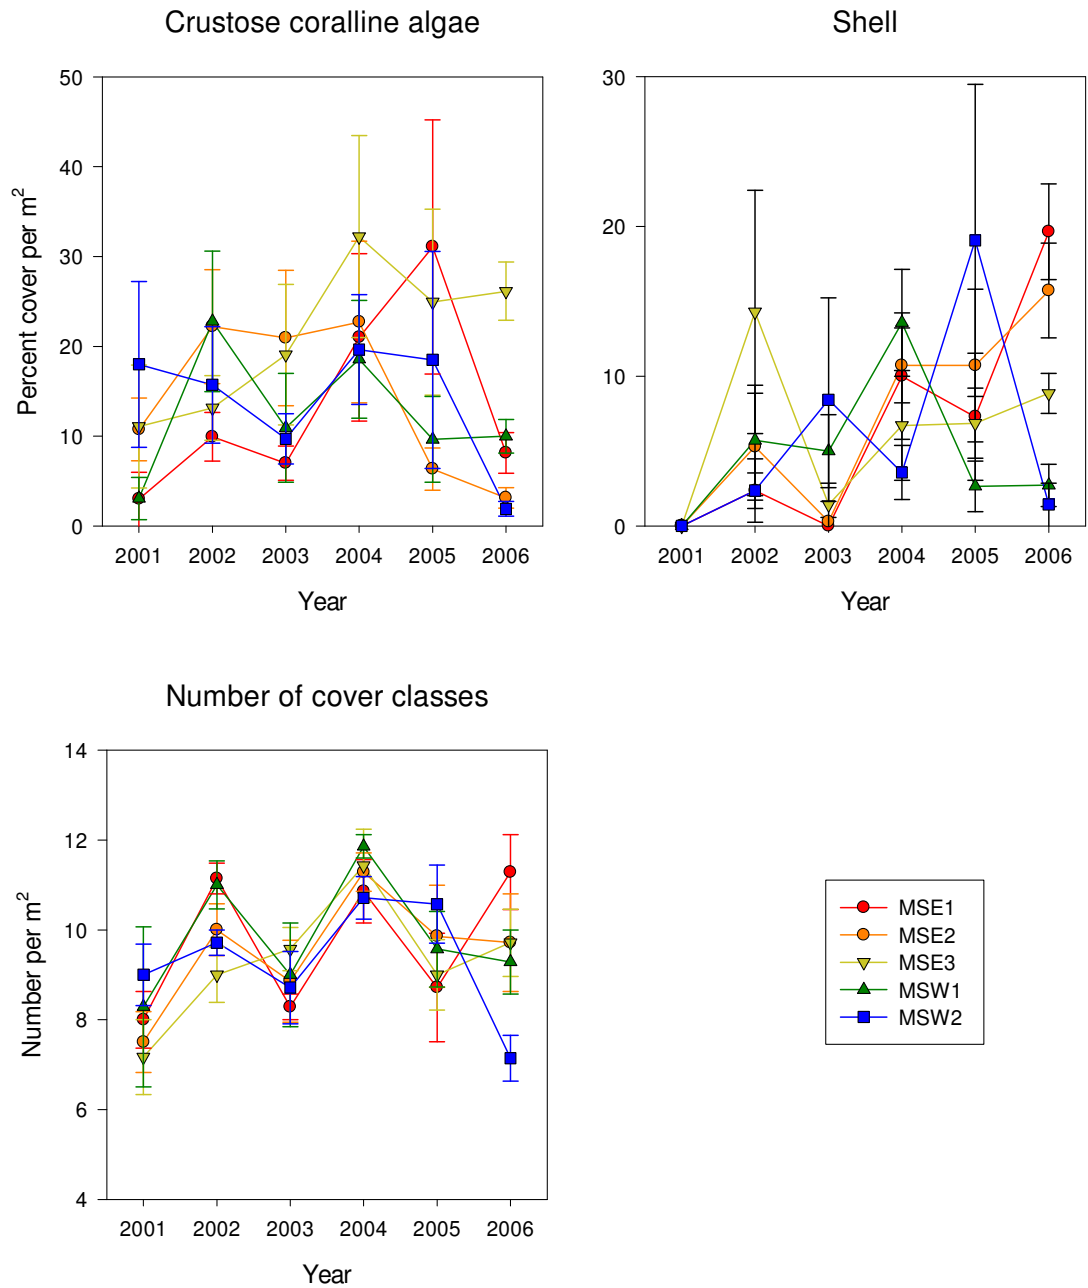 Crustose coralline algae
Shell
50
40
30
20
10
0
Percent cover per m²
2001 2002 2003 2004 2005 2006
Year
30
20
10
0
2001 2002 2003 2004 2005 2006
Year
Number of cover classes
14
12
10
8
6
4
Number per m²
2001 2002 2003 2004 2005 2006
Year
MSE1
MSE2
MSE3
MSW1
MSW2